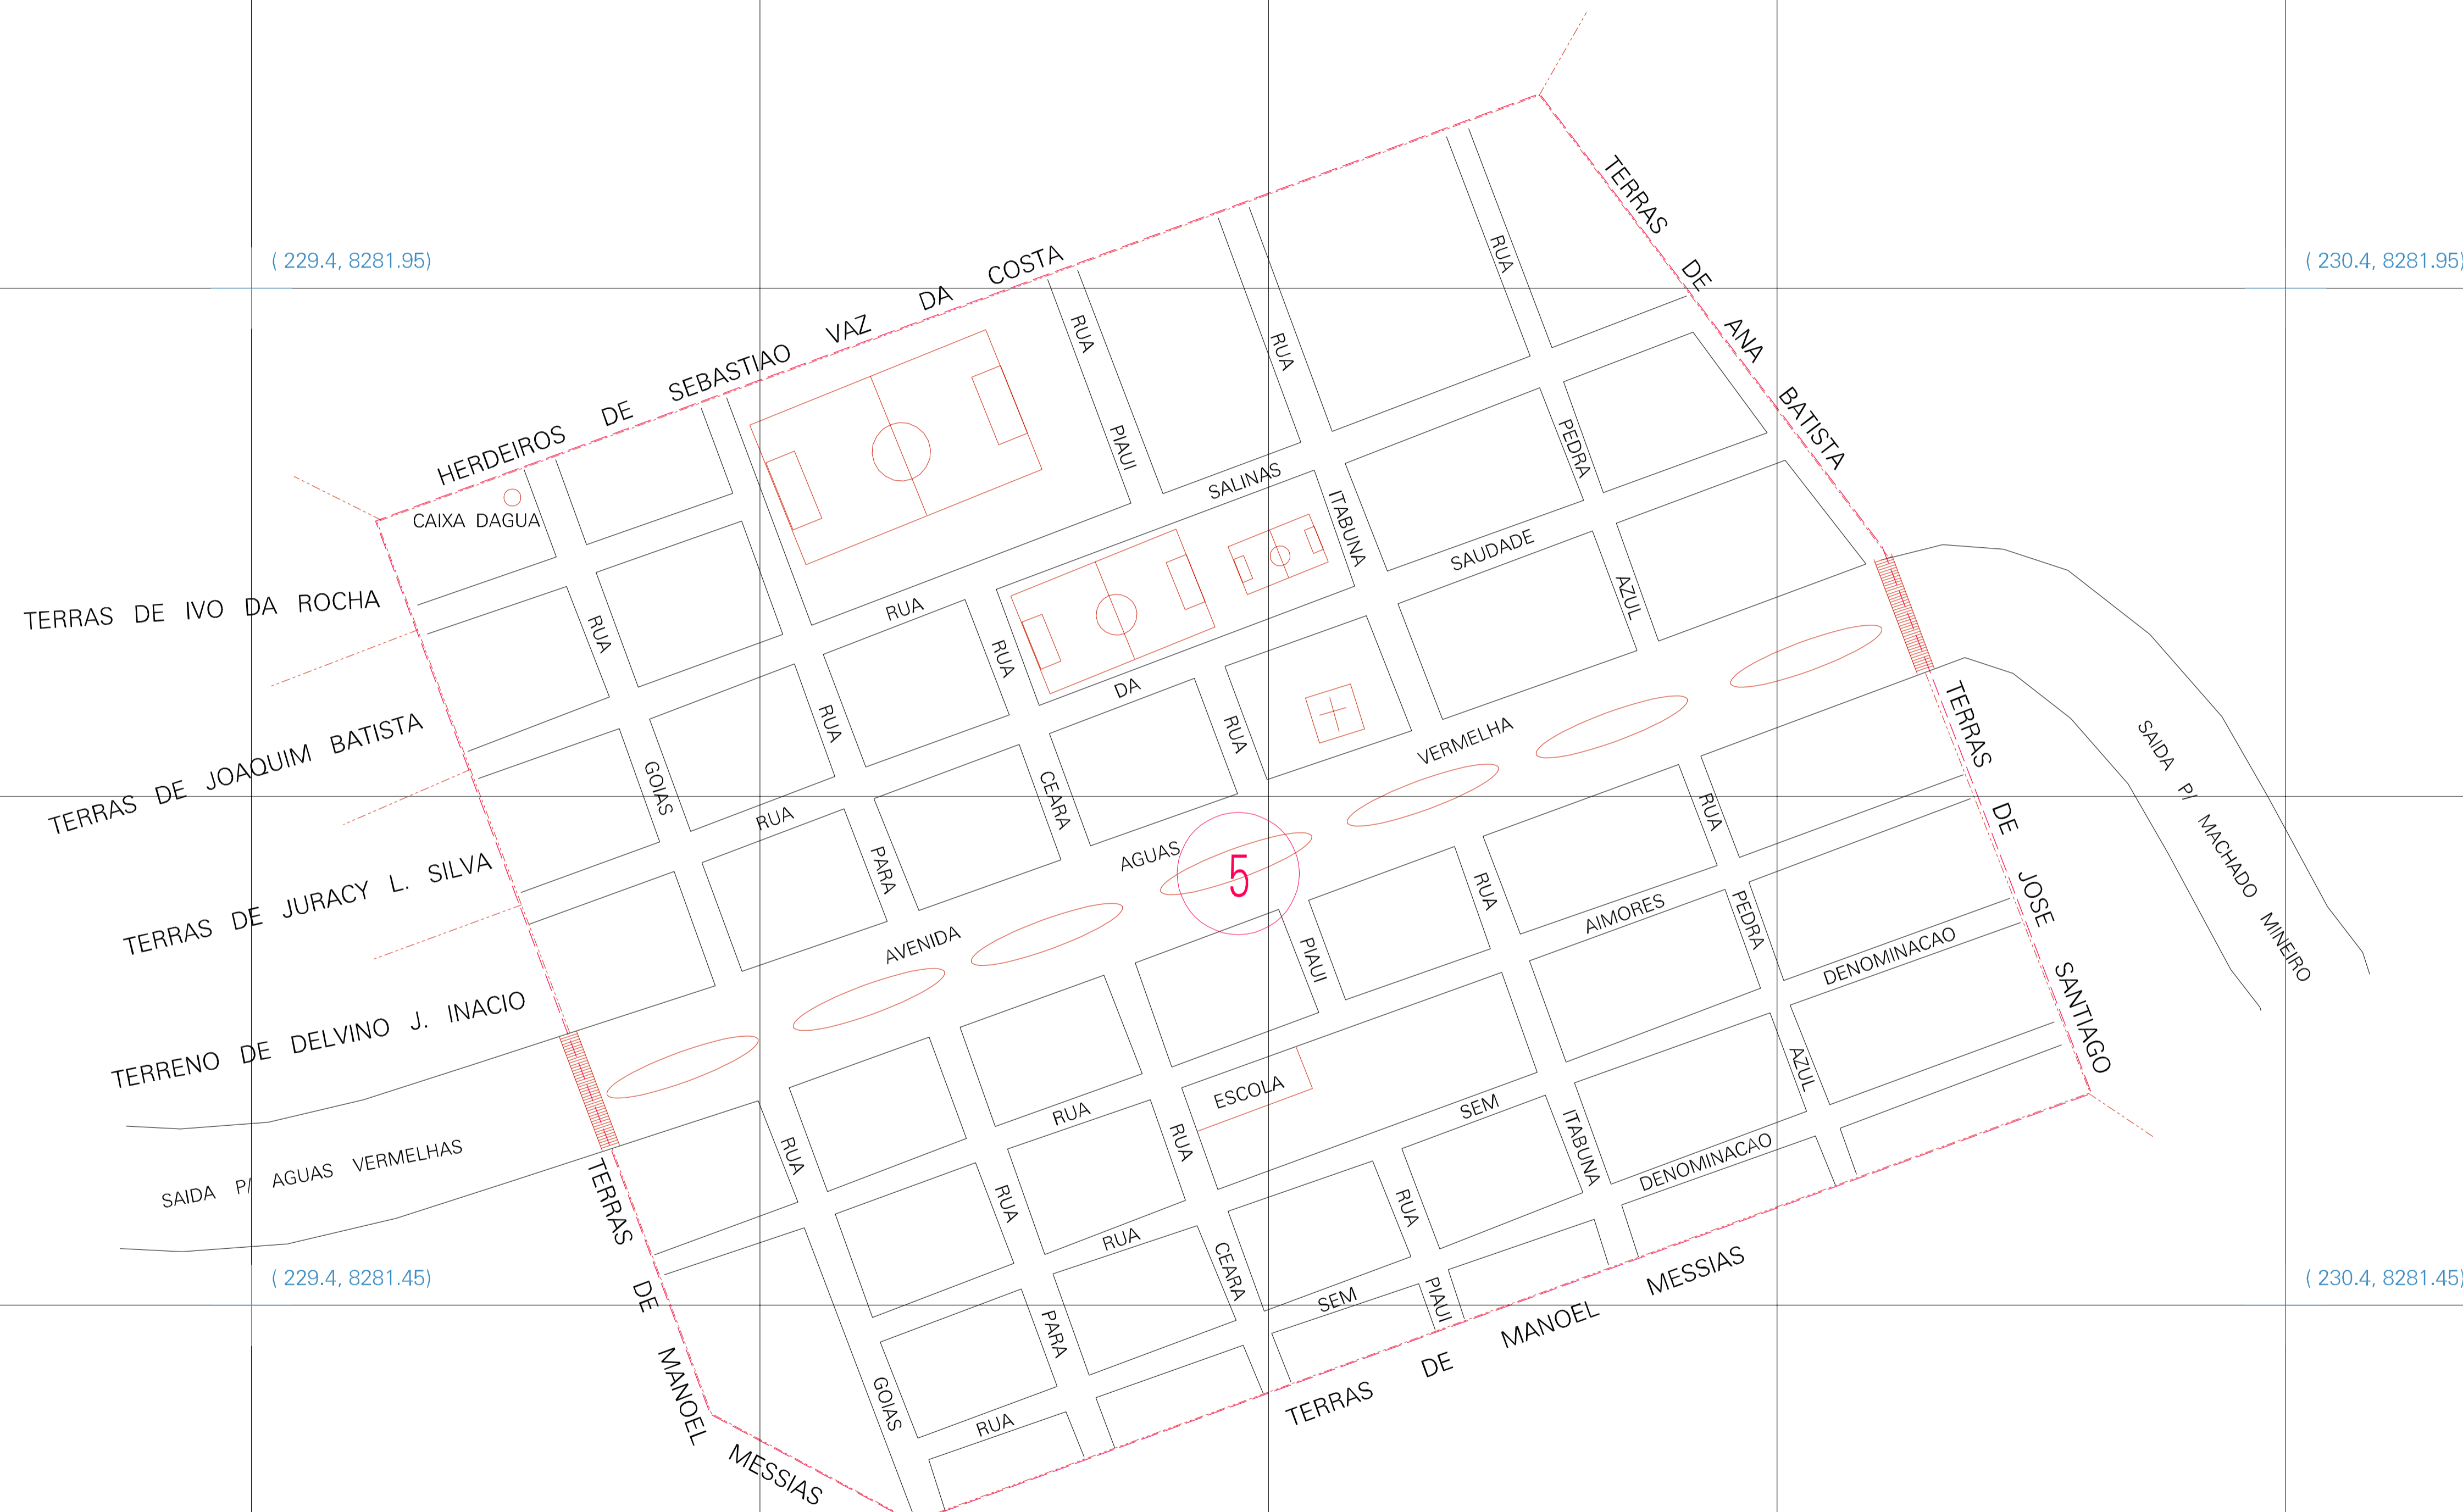 ( 229.4, 8281.95)
( 230.4, 8281.95)
HERDEIROS DE SEBASTIAO VAZ DA COSTA
TERRAS DE ANA BATISTA
CAIXA DAGUA
TERRAS DE IVO DA ROCHA
TERRAS DE JOAQUIM BATISTA
TERRAS DE JURACY L. SILVA
TERRENO DE DELVINO J. INACIO
SAIDA P/ AGUAS VERMELHAS
RUA PIAUI
RUA ITABUNA
RUA PEDRA AZUL
RUA SALINAS
RUA DA SAUDADE
RUA GOIAS
RUA PARA
RUA CEARA
RUA
AVENIDA AGUAS VERMELHA
5
TERRAS DE JOSE SANTIAGO
SAIDA P/ MACHADO MINEIRO
RUA PIAUI
RUA
RUA PEDRA AZUL
RUA AIMORES
ESCOLA
RUA SEM DENOMINACAO
RUA GOIAS
RUA PARA
RUA CEARA
RUA PIAUI
ITABUNA
RUA SEM DENOMINACAO
( 229.4, 8281.45)
( 230.4, 8281.45)
TERRAS DE MANOEL MESSIAS
TERRAS DE MANOEL MESSIAS